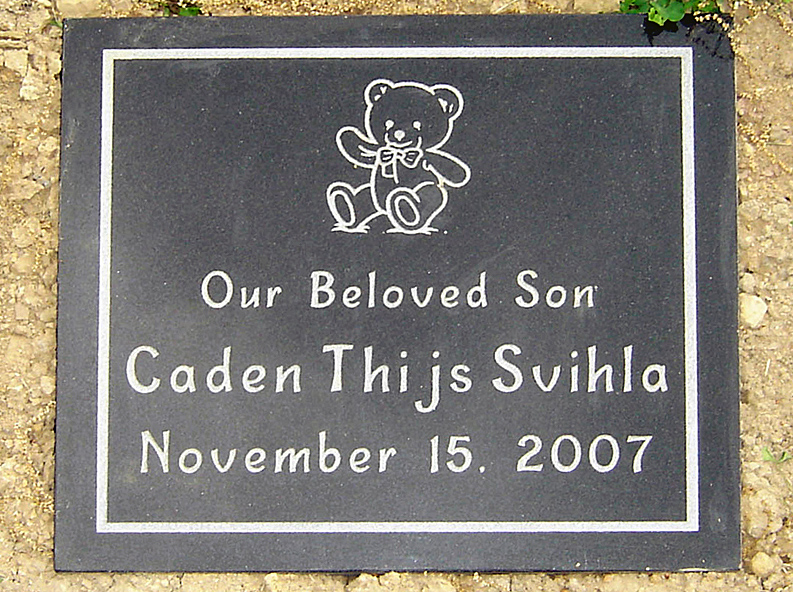 Our Beloved Son
Caden Thijs Svihla
November 15, 2007